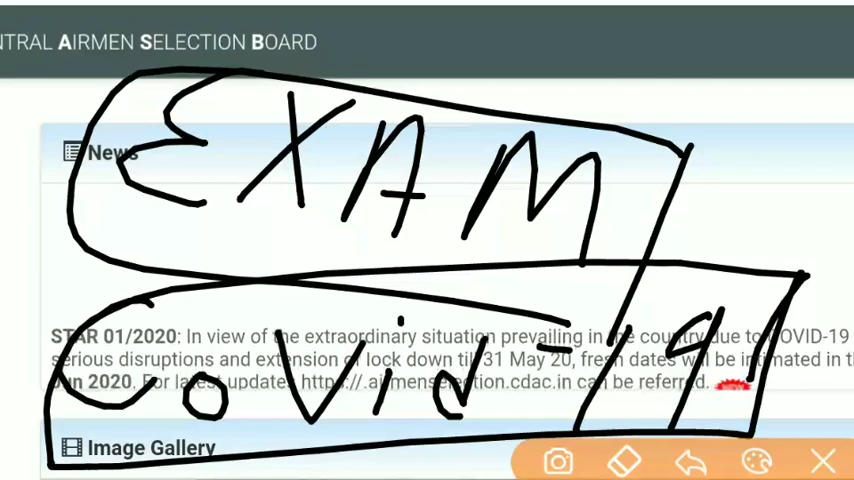 NTRAL AIRMEN SELECTION BOARD
News
EXAM
STAR 01/2020: In view of the extraordinary situation prevailing in the country due to COVID-19
serious disruptions and extension of lock down till 31 May 20, fresh dates will be intimated in th
Jun 2020. For latest updates https://.airmenselection.cdac.in can be referred.
Covid-19
Image Gallery